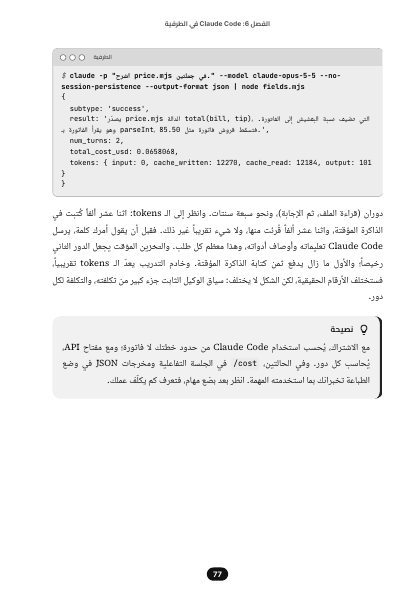 الفصل 6: Claude Code في الطرفية
الطرفية
$ claude -p "اشرح price.mjs في جملتين." --model claude-opus-5-5 --no-
session-persistence --output-format json | node fields.mjs
{
subtype: 'success',
result: 'يصدّر price.mjs الدالة total(bill, tip)، التي تضيف نسبة البقشيش إلى الفاتورة.
وهو يقرأ الفاتورة بـ parseInt، فتسقط قروش فاتورة مثل 85.50.',
num_turns: 2,
total_cost_usd: 0.0658068,
tokens: { input: 0, cache_written: 12270, cache_read: 12184, output: 101
}
}
دوران (قراءة الملف، ثم الإجابة)، ونحو سبعة سنتات. وانظر إلى الـ tokens: اثنا عشر ألفاً كُتبت في
الذاكرة المؤقتة، واثنا عشر ألفاً قُرئت منها، ولا شيء تقريباً غير ذلك. فقبل أن يقول أمرك كلمة، يرسل
Claude Code تعليماته وأوصاف أدواته، وهذا معظم كل طلب. والتخزين المؤقت يجعل الدور الثاني
رخيصاً؛ والأول ما زال يدفع ثمن كتابة الذاكرة المؤقتة. وخادم التدريب يعدّ الـ tokens تقريبياً،
فستختلف الأرقام الحقيقية، لكن الشكل لا يختلف: سياق الوكيل الثابت جزء كبير من تكلفته، والتكلفة لكل
دور.
نصيحة
مع الاشتراك، يُحسب استخدام Claude Code من حدود خطتك لا فاتورة؛ ومع مفتاح API،
يُحاسب كل دور. وفي الحالتين، /cost في الجلسة التفاعلية ومخرجات JSON في وضع
الطباعة تخبرانك بما استخدمته المهمة. انظر بعد بضع مهام، فتعرف كم يكلّف عملك.
77